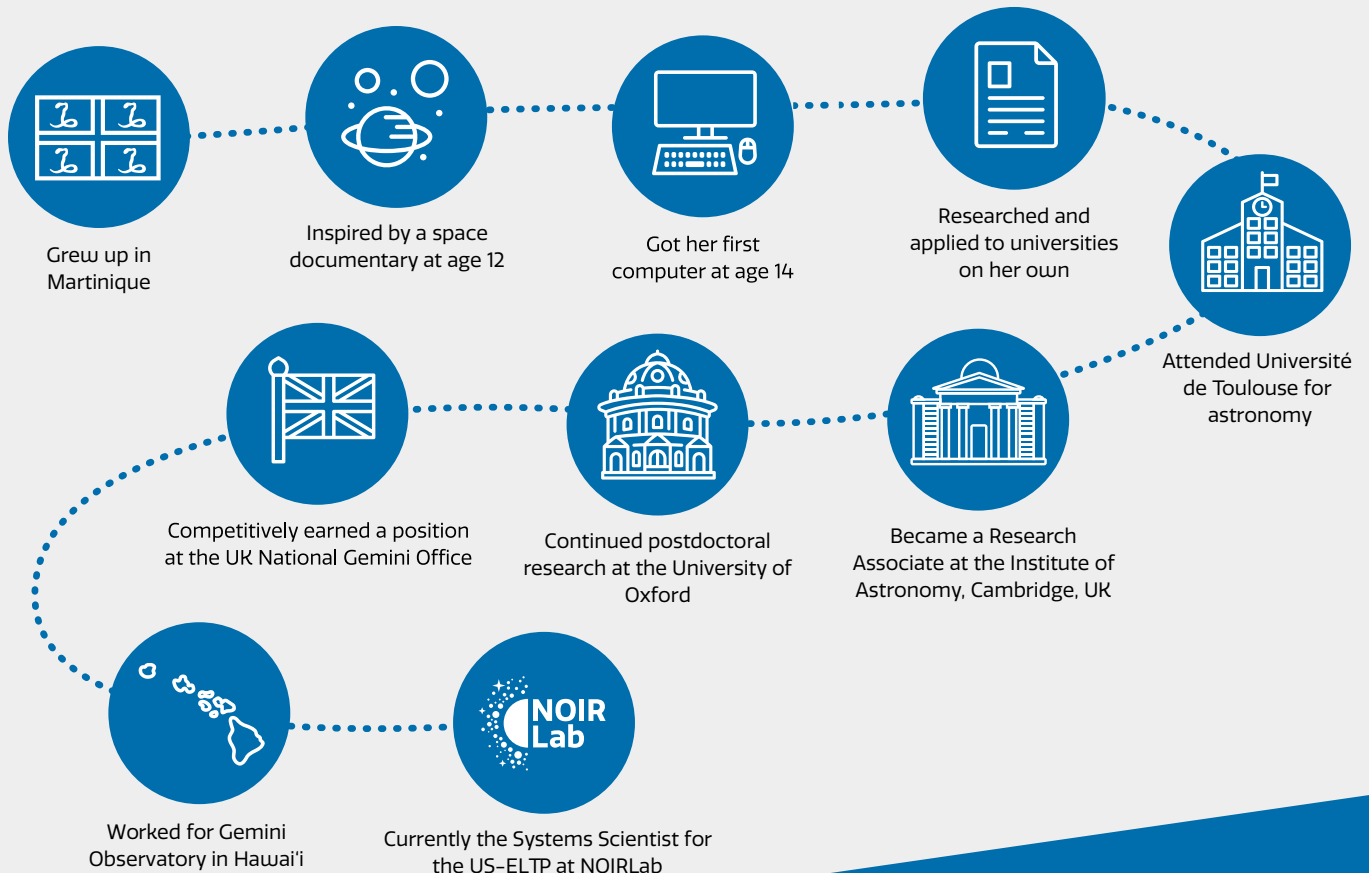 Grew up in
Martinique
Inspired by a space
documentary at age 12
Got her first
computer at age 14
Researched and
applied to universities
on her own
Attended Université
de Toulouse for
astronomy
Became a Research
Associate at the Institute of
Astronomy, Cambridge, UK
Continued postdoctoral
research at the University of
Oxford
Competitively earned a position
at the UK National Gemini Office
Worked for Gemini
Observatory in Hawai‘i
NOIR
Lab
Currently the Systems Scientist for
the US-ELTP at NOIRLab